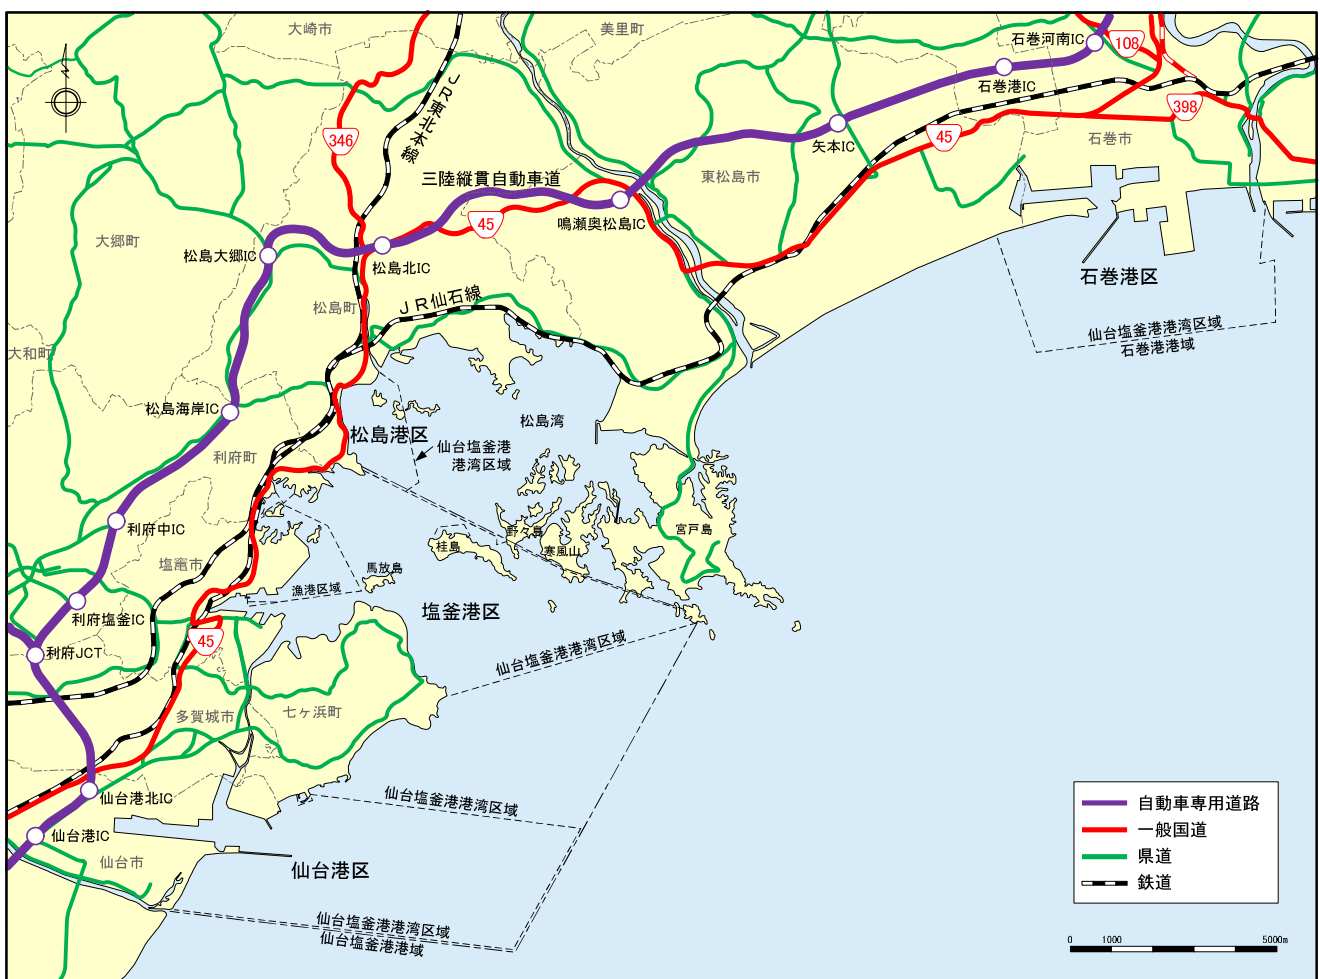 大崎市
美里町
石巻河南IC
108
石巻港IC
398
346
JR東北本線
矢本IC
45
石巻市
三陸縦貫自動車道
東松島市
45
鳴瀬奥松島IC
大郷町
松島大郷IC
松島北IC
石巻港区
松島町
JR仙石線
仙台塩釜港港湾区域
石巻港港域
大和町
松島海岸IC
松島湾
松島港区
仙台塩釜港
港湾区域
利府町
利府中IC
野々島
宮戸島
桂島
寒風山
塩竈市
馬放島
漁港区域
塩釜港区
利府塩釜IC
45
仙台塩釜港港湾区域
利府JCT
多賀城市
七ヶ浜町
仙台港北IC
仙台塩釜港港湾区域
自動車専用道路
一般国道
県道
鉄道
仙台港IC
仙台市
仙台港区
仙台塩釜港港湾区域
仙台塩釜港港域
0 1000 5000m